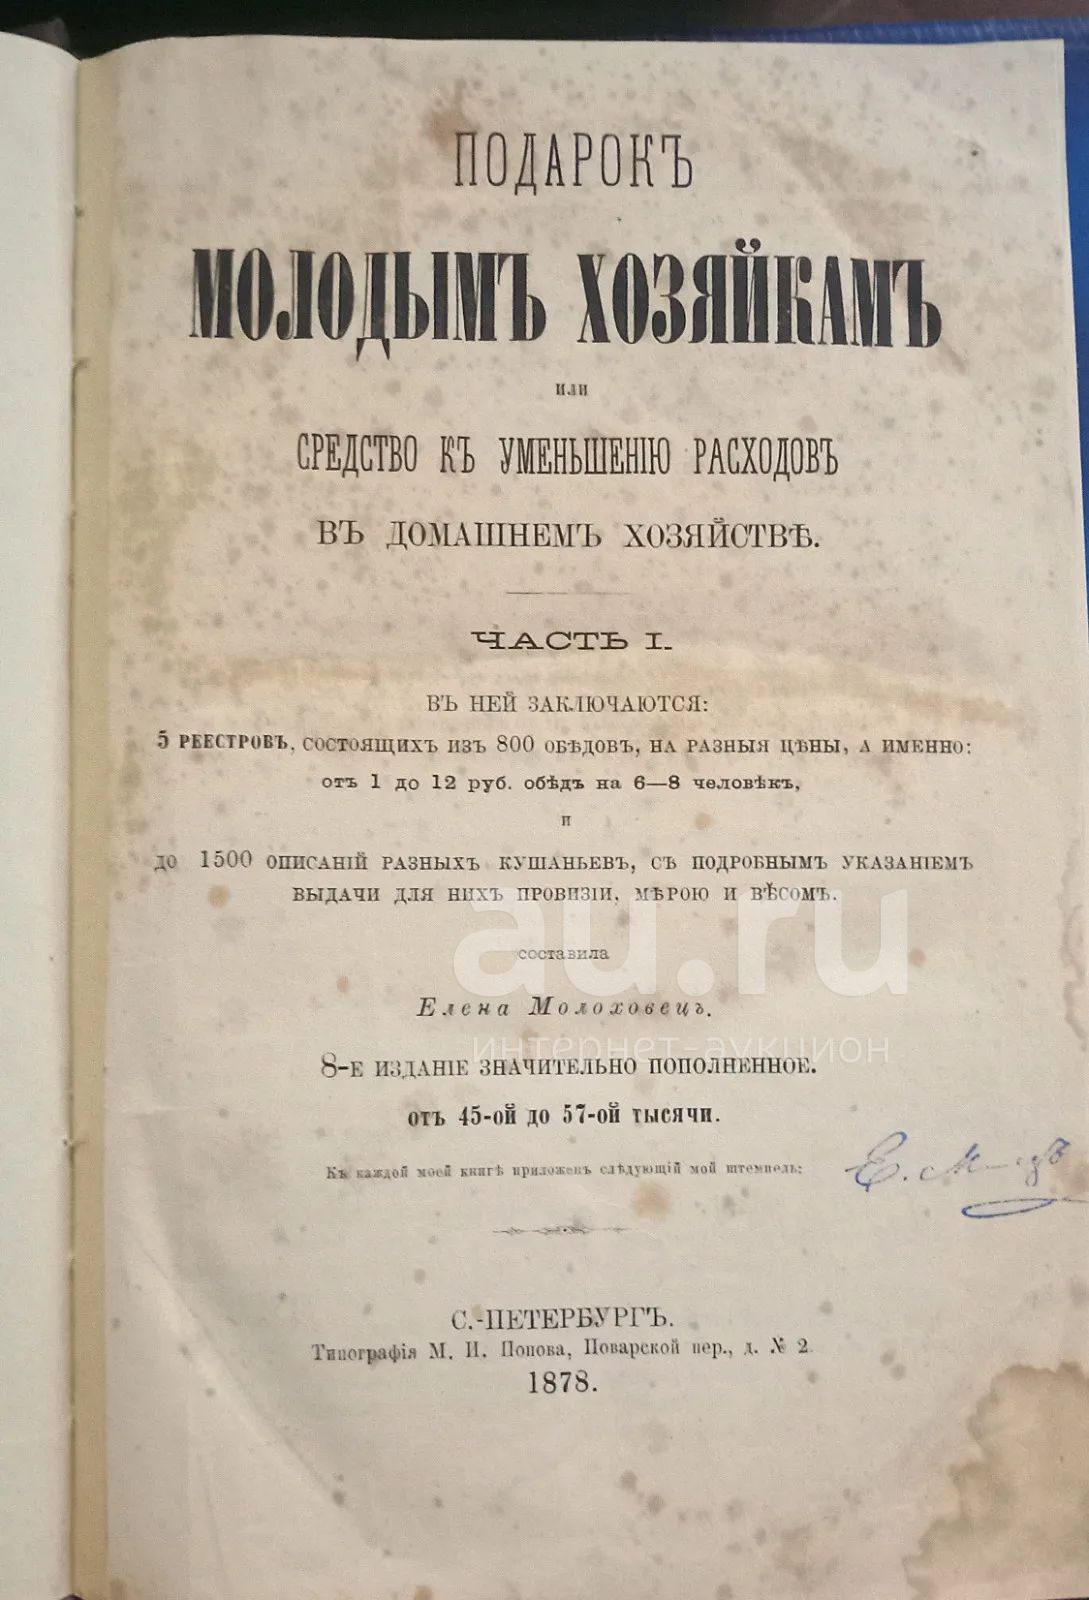 ПОДАРОКЪ
МОЛОДЫМЪ ХОЗЯЙКАМЪ
или
СРЕДСТВО КЪ УМЕНЬШЕНІЮ РАСХОДОВЪ
ВЪ ДОМАШНЕМЪ ХОЗЯЙСТВѢ.
ЧАСТЬ I.
ВЪ НЕЙ ЗАКЛЮЧАЮТСЯ:
5 РЕЕСТРОВЪ, СОСТОЯЩИХЪ ИЗЪ 800 ОБѢДОВЪ, НА РАЗНЫЯ ЦѢНЫ, А ИМЕННО:
отъ 1 до 12 руб. обѣдъ на 6—8 человѣкъ,
и
ДО 1500 ОПИСАНІЙ РАЗНЫХЪ КУШАНЬЕВЪ, СЪ ПОДРОБНЫМЪ УКАЗАНІЕМЪ
ВЫДАЧИ ДЛЯ НИХЪ ПРОВИЗІИ, МѢРОЮ И ВѢСОМЪ.
au.ru
составила
Елена Молоховецъ.
интернет-аукцион
8-Е ИЗДАНІЕ ЗНАЧИТЕЛЬНО ПОПОЛНЕННОЕ.
отъ 45-ой до 57-ой тысячи.
Къ каждой моей книгѣ приложенъ слѣдующій мой штемпель:
С.-ПЕТЕРБУРГЪ.
Типографія М. И. Попова, Поварской пер., д. № 2.
1878.